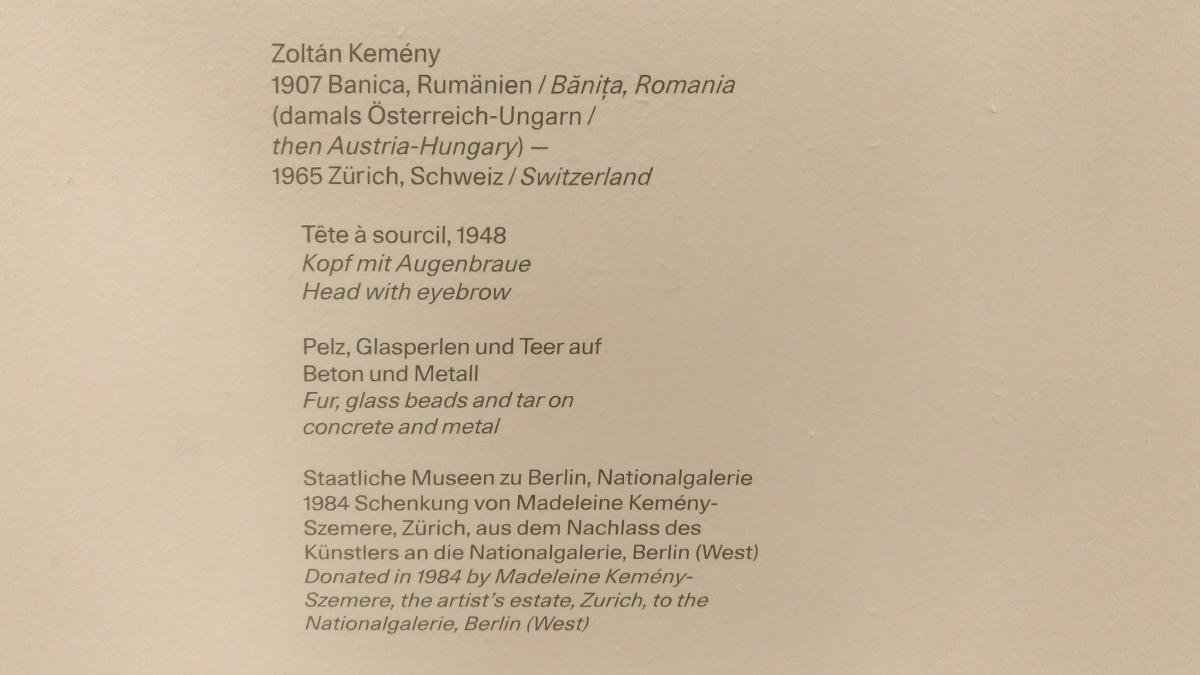 Zoltán Kemény
1907 Banica, Rumänien / Bănița, Romania
(damals Österreich-Ungarn /
then Austria-Hungary) —
1965 Zürich, Schweiz / Switzerland
Tête à sourcil, 1948
Kopf mit Augenbraue
Head with eyebrow
Pelz, Glasperlen und Teer auf
Beton und Metall
Fur, glass beads and tar on
concrete and metal
Staatliche Museen zu Berlin, Nationalgalerie
1984 Schenkung von Madeleine Kemény-
Szemere, Zürich, aus dem Nachlass des
Künstlers an die Nationalgalerie, Berlin (West)
Donated in 1984 by Madeleine Kemény-
Szemere, the artist's estate, Zurich, to the
Nationalgalerie, Berlin (West)